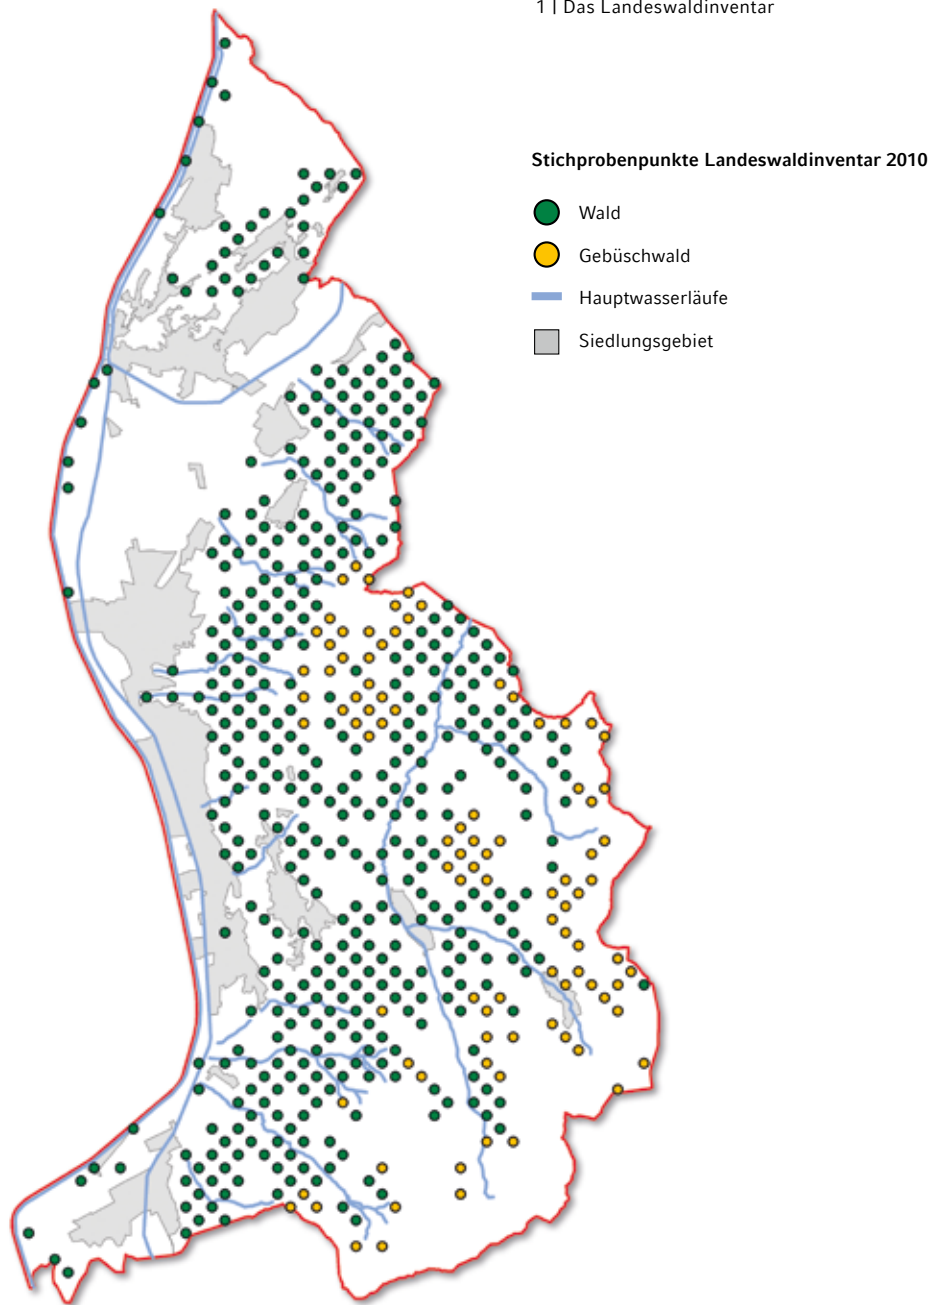 1 | Das Landeswaldinventar
Stichprobenpunkte Landeswaldinventar 2010
Wald
Gebüschwald
Hauptwasserläufe
Siedlungsgebiet